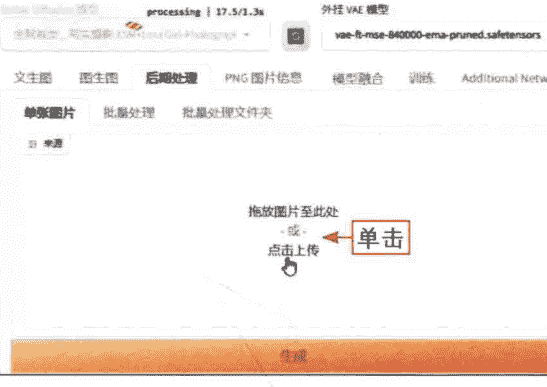 processing | 17.5/1.3s
外挂 VAE 模型
vae-ft-mse-840000-ema-pruned.safetensors
文生图 图生图 后期处理 PNG 图片信息 模型融合 训练 Additional Netw
单张图片 批量处理 批量处理文件夹
来源
拖放图片至此处
- 或 -
点击上传
单击
生成